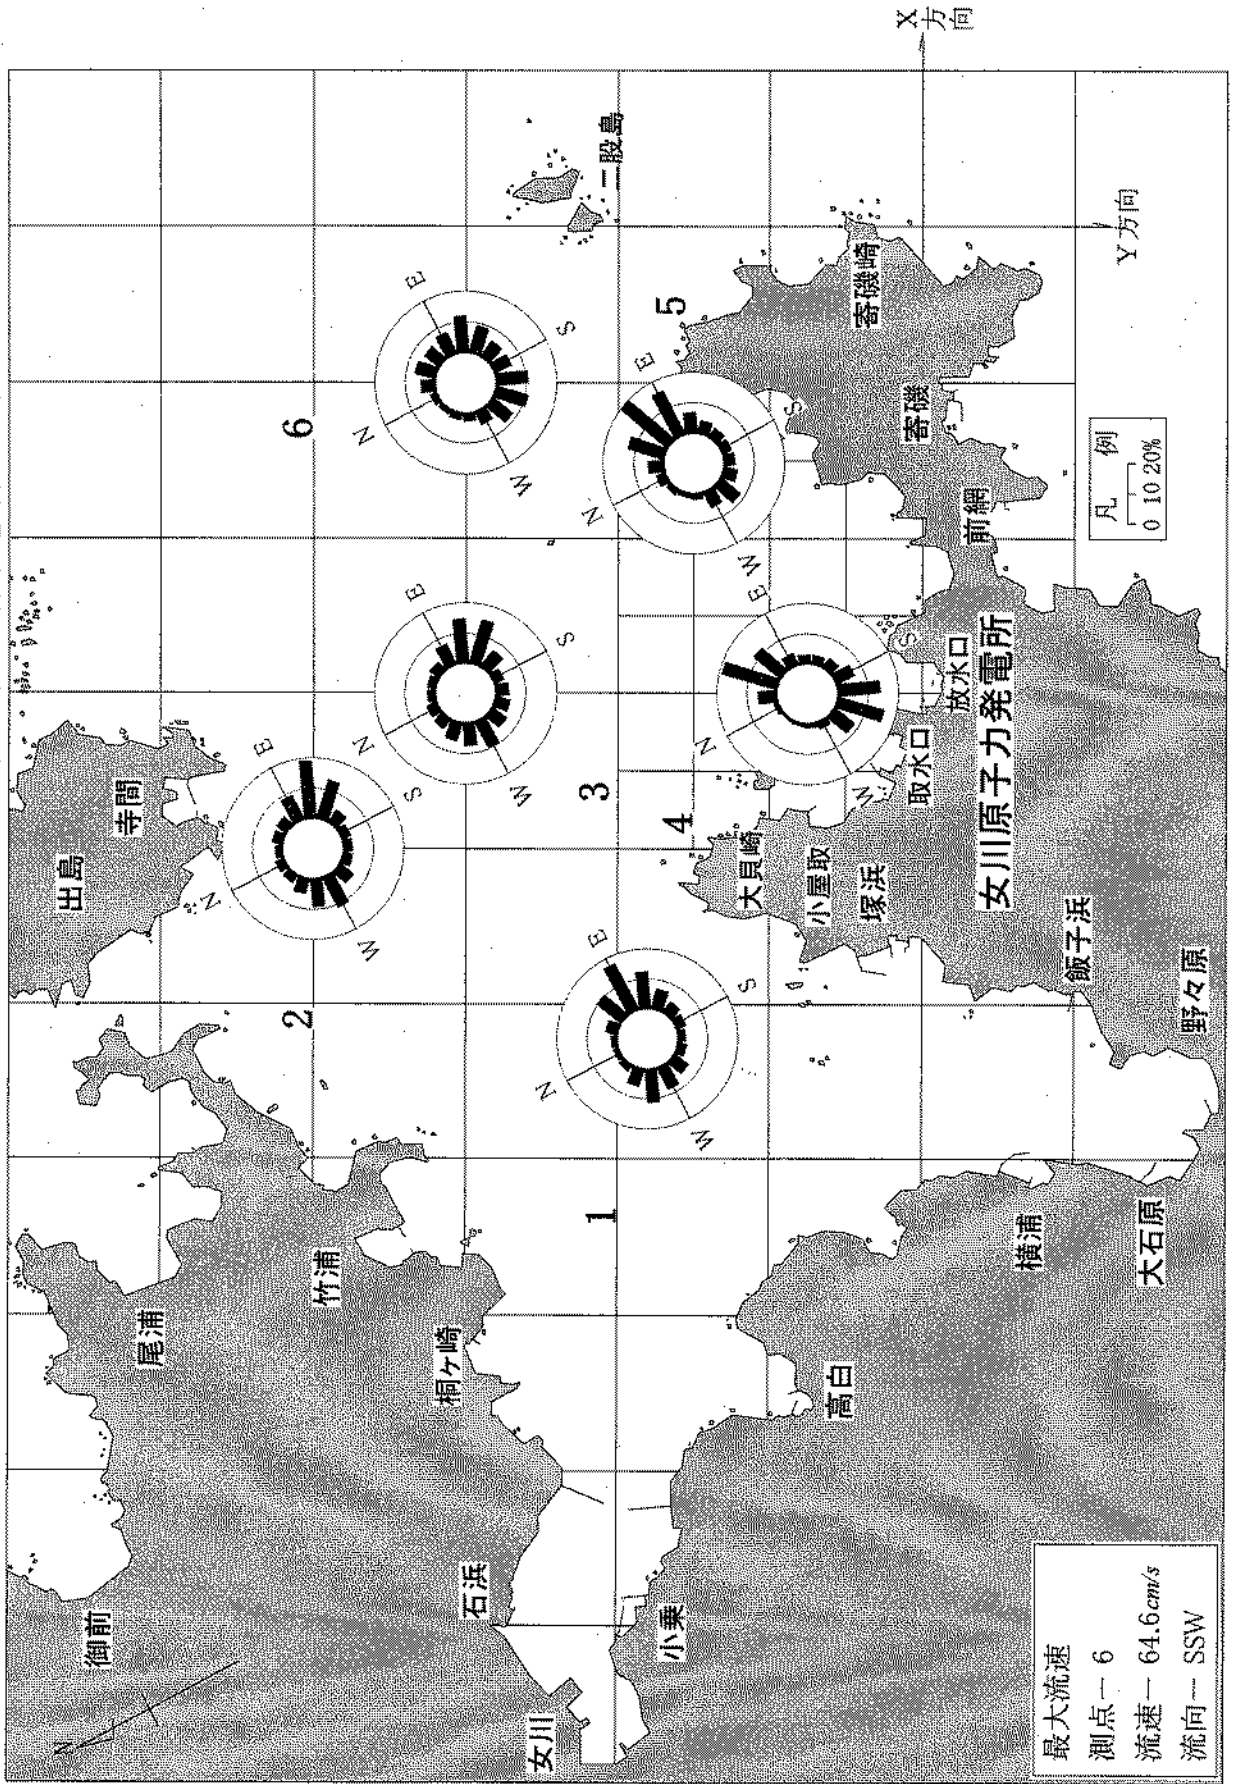 X方向
Y方向
二股島
寄磯崎
寄磯
前網
凡 例
0 10 20%
6
N
E
S
W
5
N
E
S
W
3
N
E
S
W
4
N
E
S
W
2
N
E
S
W
1
N
E
S
W
出島
寺間
大貝崎
小屋取
塚浜
取水口
放水口
女川原子力発電所
飯子浜
野々原
御前
尾浦
竹浦
桐ヶ崎
石浜
女川
小乗
高白
横浦
大石原
N
最大流速
測点― 6
流速― 64.6cm/s
流向― SSW